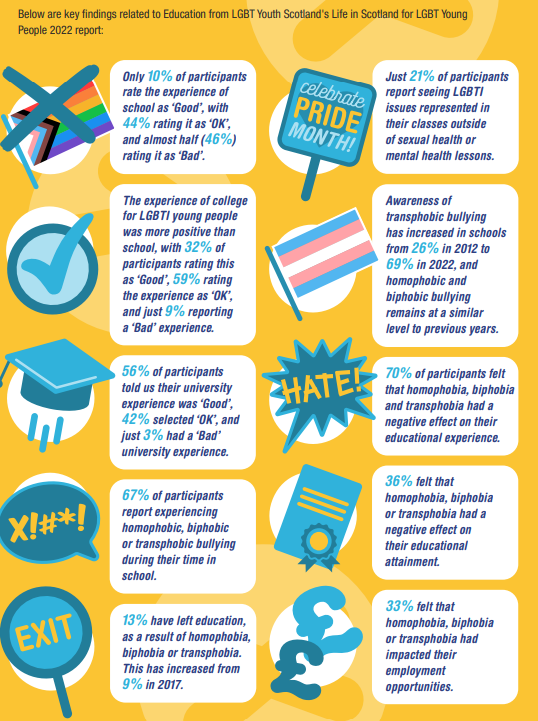 Below are key findings related to Education from LGBT Youth Scotland's Life in Scotland for LGBT Young
People 2022 report:
Only 10% of participants
rate the experience of
school as 'Good', with
44% rating it as 'OK',
and almost half (46%)
rating it as 'Bad'.
The experience of college
for LGBTI young people
was more positive than
school, with 32% of
participants rating this
as 'Good', 59% rating
the experience as 'OK',
and just 9% reporting
a 'Bad' experience.
56% of participants
told us their university
experience was 'Good',
42% selected 'OK', and
just 3% had a 'Bad'
university experience.
X!#*!
67% of participants
report experiencing
homophobic, biphobic
or transphobic bullying
during their time in
school.
EXIT
13% have left education,
as a result of homophobia,
biphobia or transphobia.
This has increased from
9% in 2017.
celebrate
PRIDE
MONTH!
Just 21% of participants
report seeing LGBTI
issues represented in
their classes outside
of sexual health or
mental health lessons.
Awareness of
transphobic bullying
has increased in schools
from 26% in 2012 to
69% in 2022, and
homophobic and
biphobic bullying
remains at a similar
level to previous years.
HATE!
70% of participants felt
that homophobia, biphobia
and transphobia had a
negative effect on their
educational experience.
36% felt that
homophobia, biphobia
or transphobia had a
negative effect on
their educational
attainment.
££
33% felt that
homophobia, biphobia
or transphobia had
impacted their
employment
opportunities.